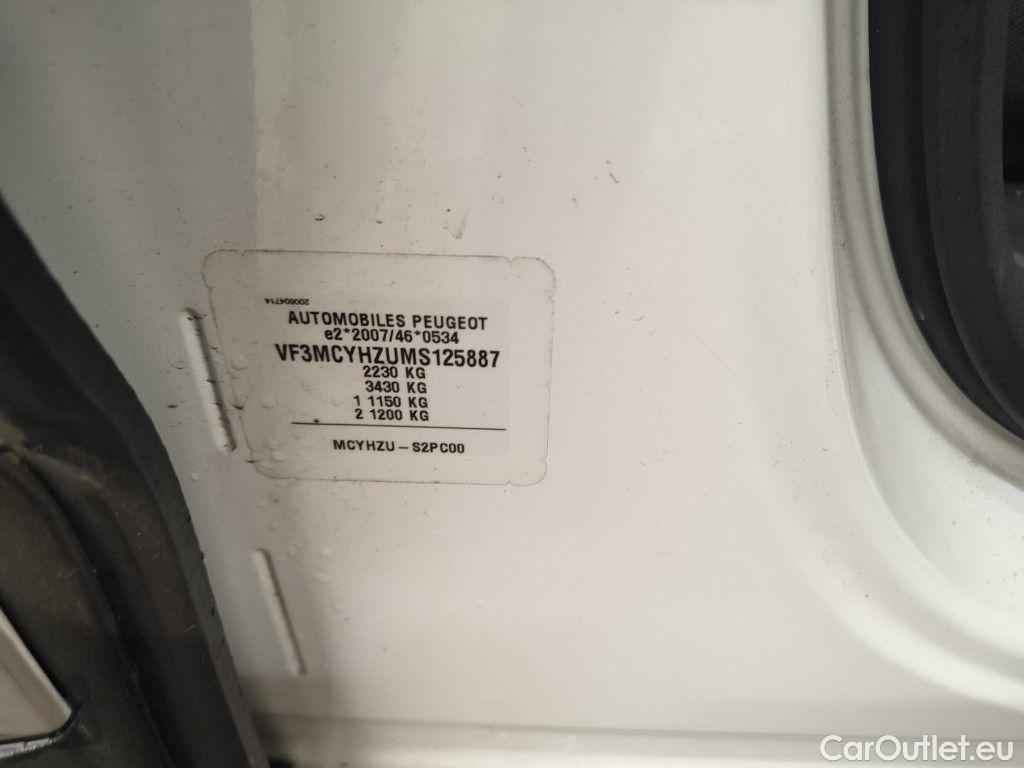 200604714
AUTOMOBILES PEUGEOT
e2*2007/46*0534
VF3MCYHZUMS125887
2230 KG
3430 KG
1 1150 KG
2 1200 KG
MCYHZU – S2PC00
CarOutlet.eu